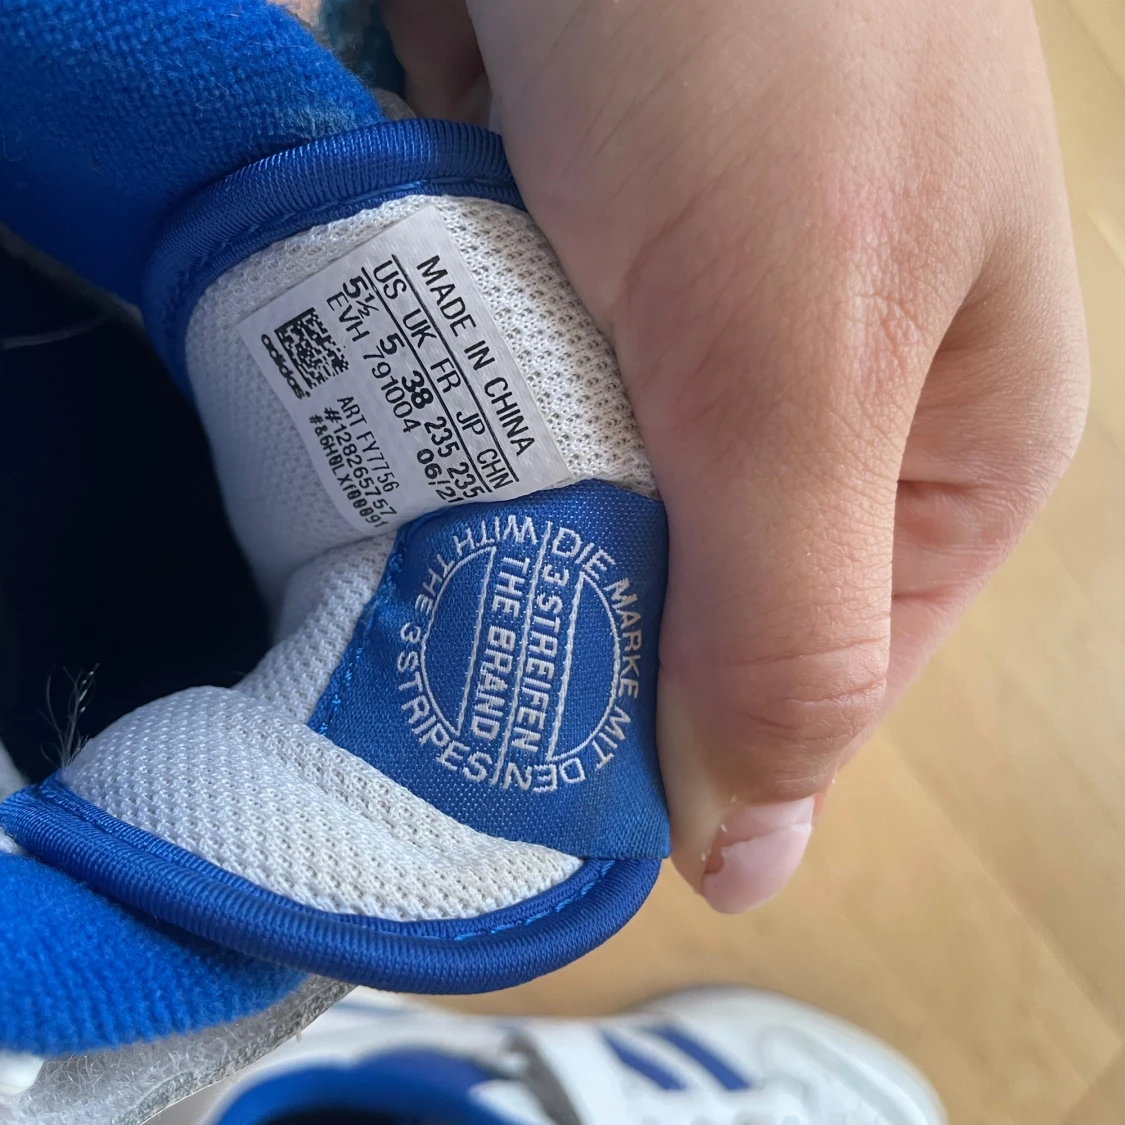 MADE IN CHINA
US UK FR JP CHN
5½ 5 38 235 235
EVH 791004 06/2
adidas
ART FY7756
#128265757
#&6H0LXf00091
WITH THE 3 STRIPES
THE BRAND
3 STREIFEN
DIE MARKE MIT DEN